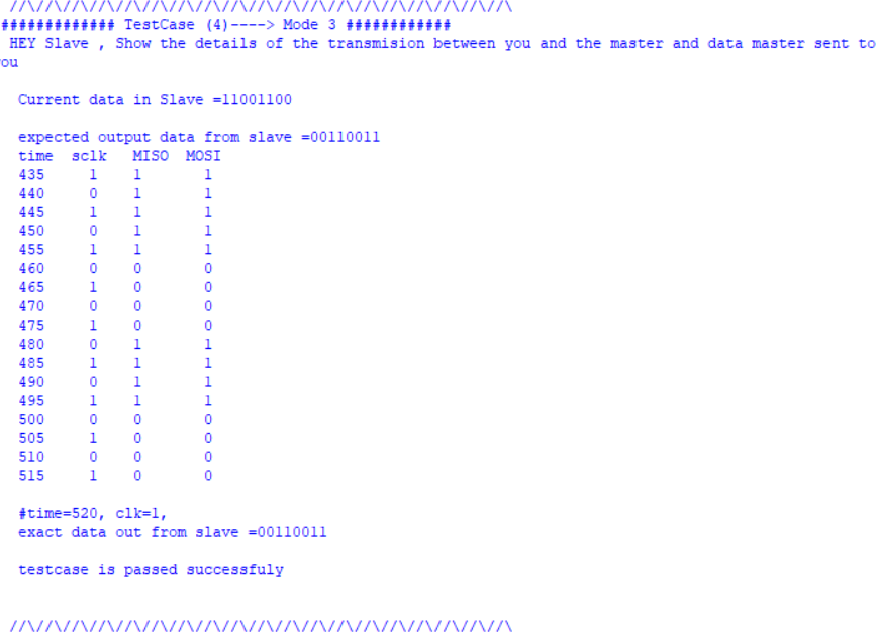 //\\//\\//\\//\\//\\//\\//\\//\\//\\//\\//\\//\\//\\//\\
############# TestCase (4)----> Mode 3 ############
HEY Slave , Show the details of the transmision between you and the master and data master sent to
ou
Current data in Slave =11001100
expected output data from slave =00110011
time sclk MISO MOSI
435 1 1 1
440 0 1 1
445 1 1 1
450 0 1 1
455 1 1 1
460 0 0 0
465 1 0 0
470 0 0 0
475 1 0 0
480 0 1 1
485 1 1 1
490 0 1 1
495 1 1 1
500 0 0 0
505 1 0 0
510 0 0 0
515 1 0 0
#time=520, clk=1,
exact data out from slave =00110011
testcase is passed successfuly
//\\//\\//\\//\\//\\//\\//\\//\\//\\//\\//\\//\\//\\//\\